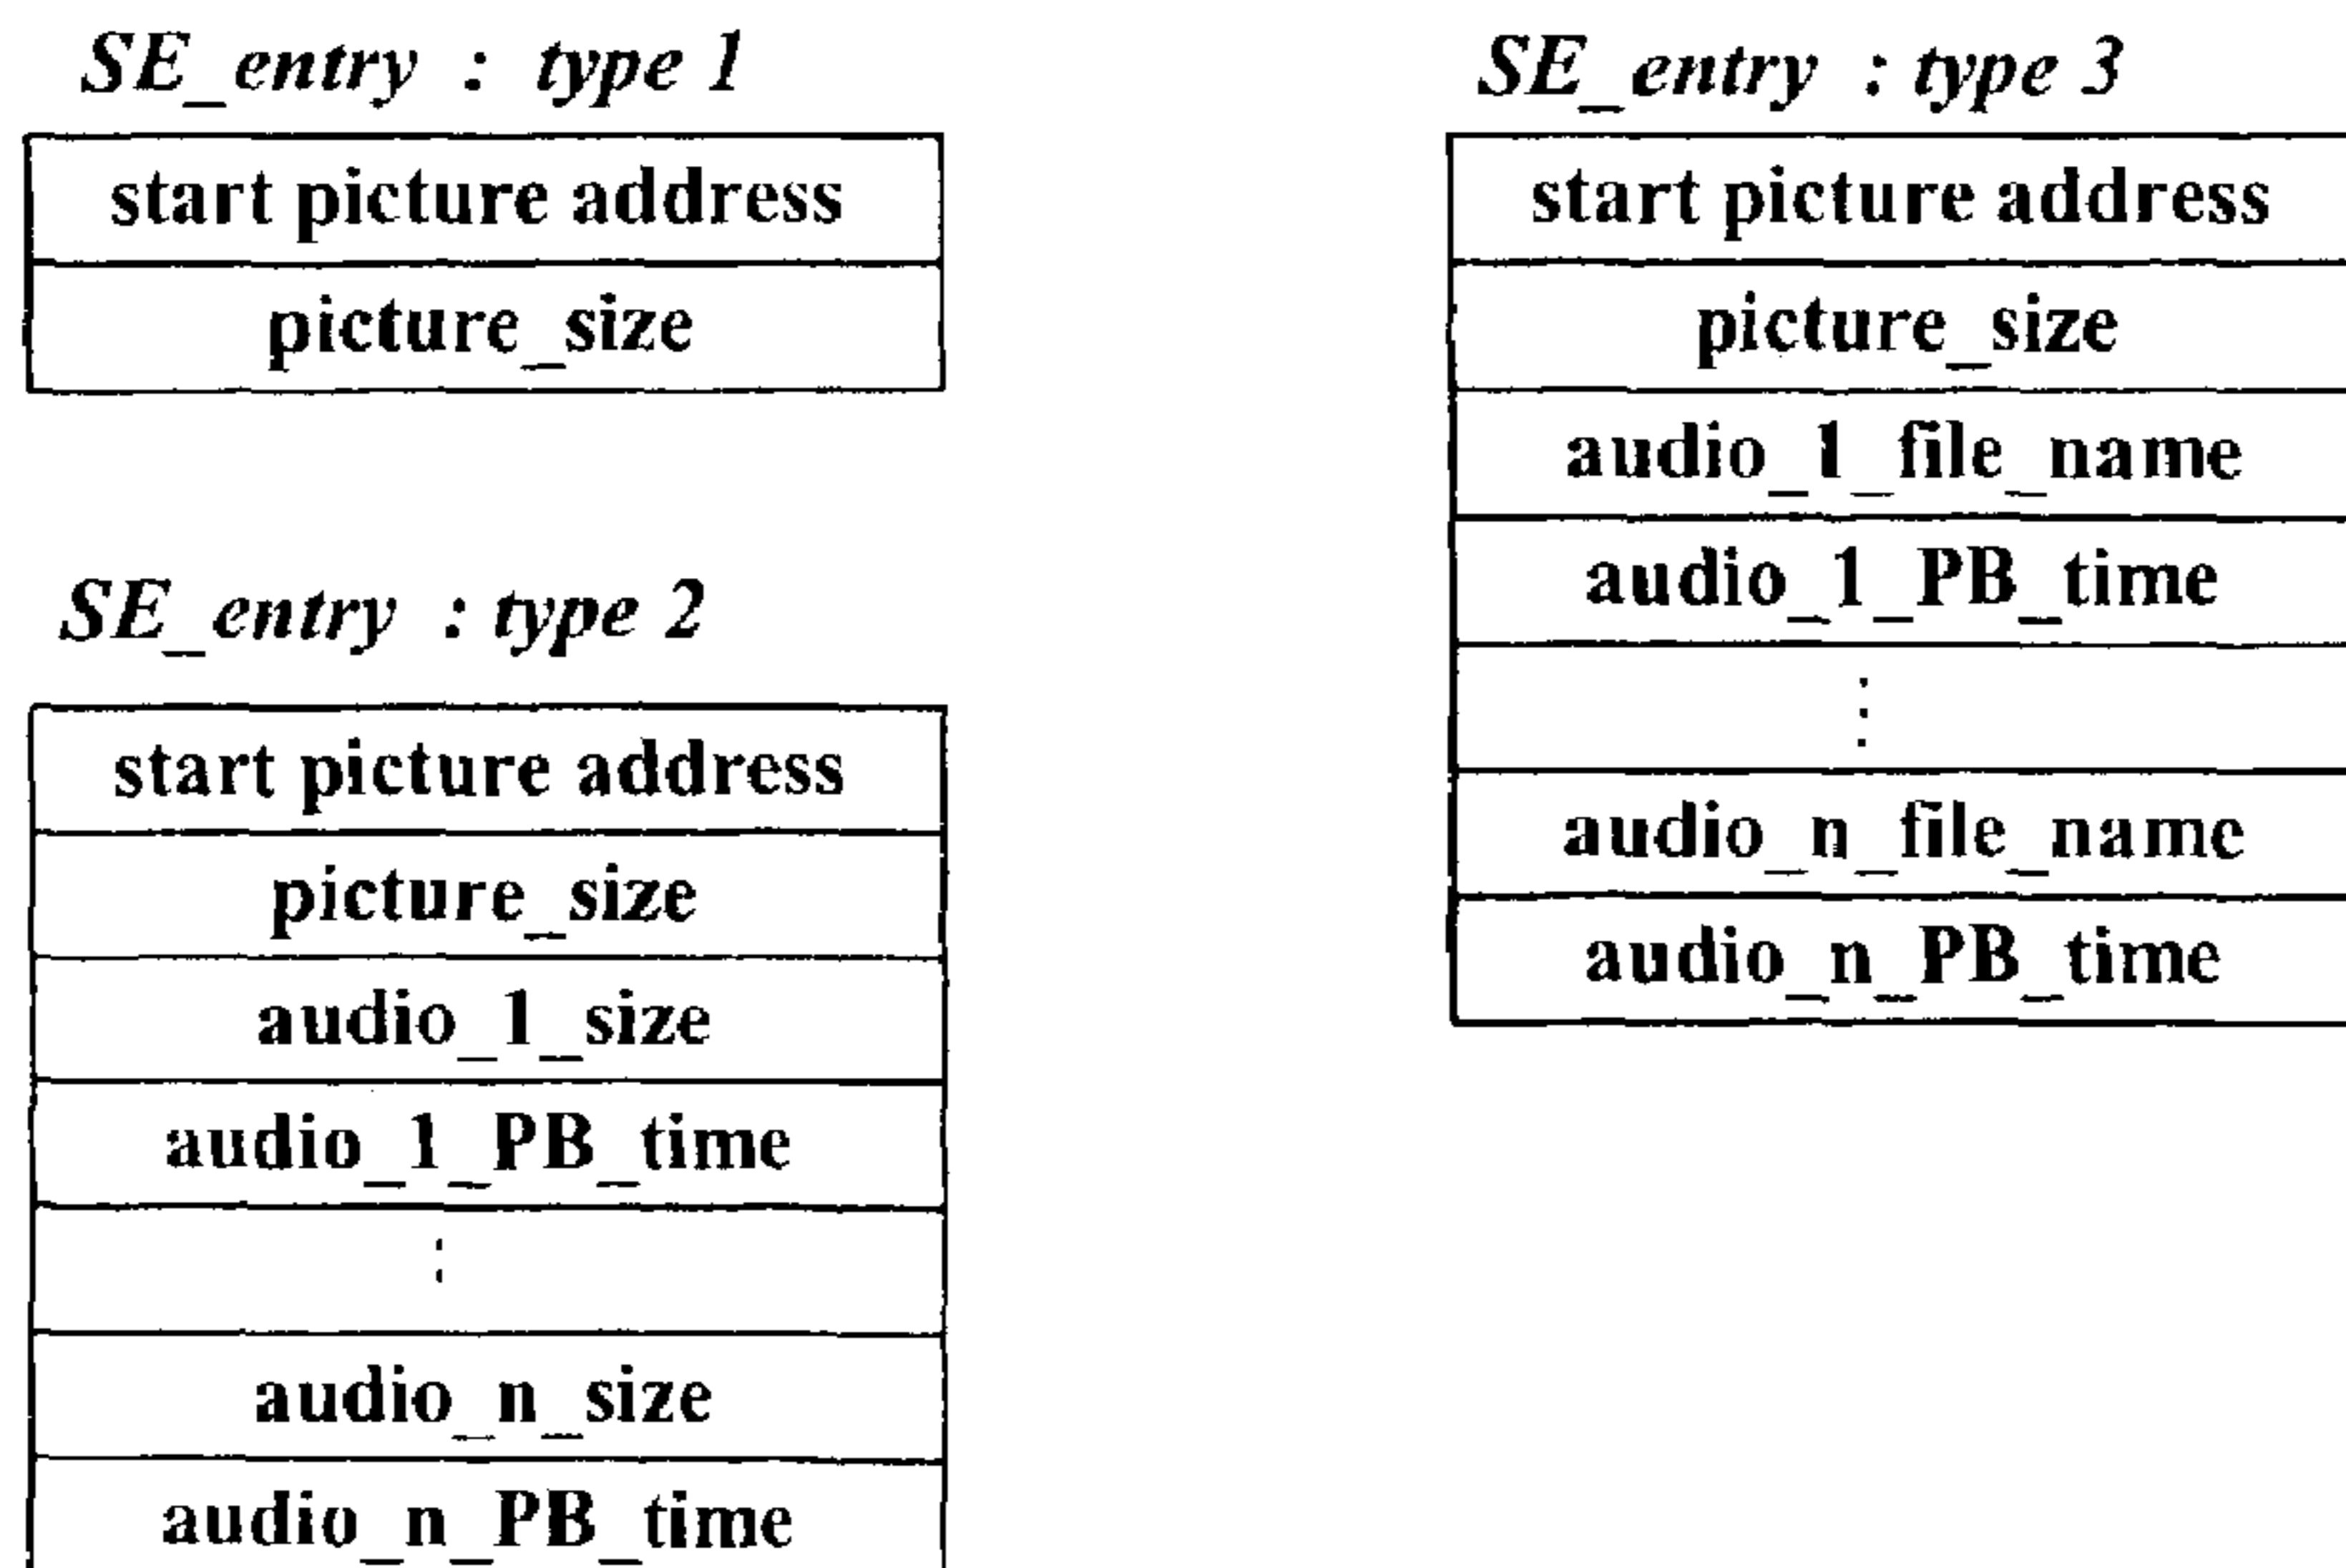 SE_entry : type 1
start picture address
picture_size
SE_entry : type 2
start picture address
picture_size
audio_1_size
audio_1_PB_time
:
audio_n_size
audio_n_PB_time
SE_entry : type 3
start picture address
picture_size
audio_1_file_name
audio_1_PB_time
⋮
audio_n_file_name
audio_n_PB_time